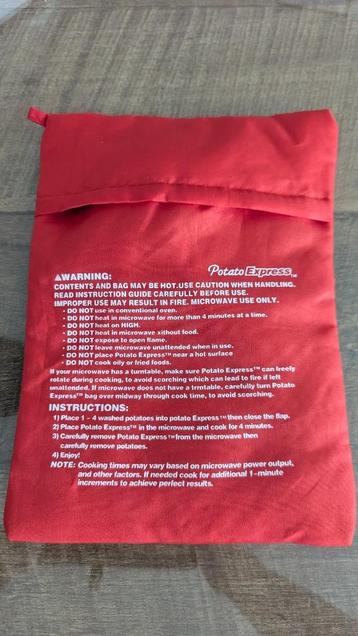 Potato Express™
⚠WARNING:
CONTENTS AND BAG MAY BE HOT.USE CAUTION WHEN HANDLING.
READ INSTRUCTION GUIDE CAREFULLY BEFORE USE.
IMPROPER USE MAY RESULT IN FIRE. MICROWAVE USE ONLY.
• DO NOT use in conventional oven.
• DO NOT heat in microwave for more than 4 minutes at a time.
• DO NOT heat on HIGH.
• DO NOT heat in microwave without food.
• DO NOT expose to open flame.
• DO NOT leave microwave unattended when in use.
• DO NOT place Potato Express™ near a hot surface
• DO NOT cook oily or fried foods.
If your microwave has a turntable, make sure Potato Express™ can freely
rotate during cooking, to avoid scorching which can lead to fire if left
unattended. If microwave does not have a trntable, carefully turn Potato
Express™ bag over midway through cook time, to avoid scorching.
INSTRUCTIONS:
1) Place 1 - 4 washed potatoes into potato Express™ then close the flap.
2) Place Potato Express™ in the microwave and cook for 4 minutes.
3) Carefully remove Potato Express™ from the microwave then
carefully remove potatoes.
4) Enjoy!
NOTE: Cooking times may vary based on microwave power output,
and other factors. If needed cook for additional 1-minute
increments to achieve perfect results.